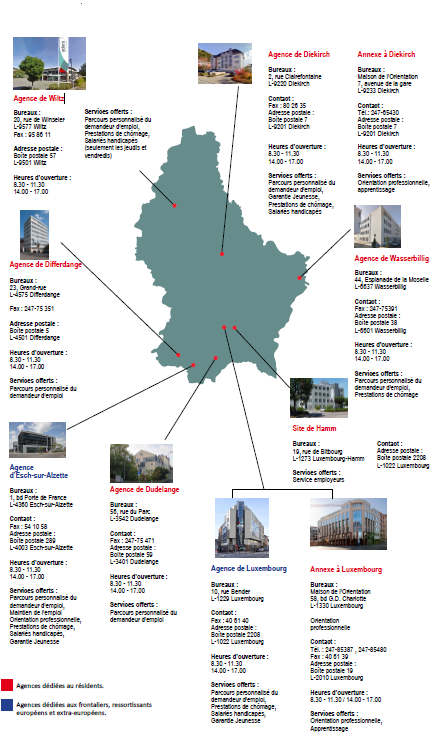 Agence de Wiltz
Bureaux :
20, rue de Winseler
L-9577 Wiltz
Fax : 95 86 11
Adresse postale :
Boîte postale 57
L-9501 Wiltz
Heures d'ouverture :
8.30 - 11.30
14.00 - 17.00
Services offerts :
Parcours personnalisé du
demandeur d'emploi,
Prestations de chômage,
Salariés handicapés
(seulement les jeudis et
vendredis)
Agence de Diekirch
Bureaux :
2, rue Clairefontaine
L-9220 Diekirch
Contact :
Fax : 80 26 35
Adresse postale :
Boîte postale 7
L-9201 Diekirch
Heures d'ouverture :
8.30 - 11.30
14.00 - 17.00
Services offerts :
Parcours personnalisé du
demandeur d'emploi,
Garantie Jeunesse,
Prestations de chômage,
Salariés handicapés
Annexe à Diekirch
Bureaux :
Maison de l'Orientation
7, avenue de la gare
L-9233 Diekirch
Contact :
Tél.: 247-65430
Adresse postale :
Boîte postale 7
L-9201 Diekirch
Heures d'ouverture :
8.30 - 11.30
14.00 - 17.00
Services offerts :
Orientation professionnelle,
apprentissage
Agence de Differdange
Bureaux :
23, Grand-rue
L-4575 Differdange
Fax : 247-75 351
Adresse postale :
Boîte postale 5
L-4501 Differdange
Heures d'ouverture :
8.30 - 11.30
14.00 - 17.00
Services offerts :
Parcours personnalisé du
demandeur d'emploi
Agence de Wasserbillig
Bureaux :
44, Esplanade de la Moselle
L-6637 Wasserbillig
Contact :
Fax : 247-75391
Adresse postale :
Boîte postale 38
L-6601 Wasserbillig
Heures d'ouverture :
8.30 - 11.30
14.00 - 17.00
Services offerts :
Parcours personnalisé du
demandeur d'emploi,
Prestations de chômage
Site de Hamm
Bureaux :
19, rue de Bitbourg
L-1273 Luxembourg-Hamm
Services offerts :
Service employeurs
Contact :
Adresse postale :
Boîte postale 2208
L-1022 Luxembourg
Agence
d'Esch-sur-Alzette
Bureaux :
1, bd Porte de France
L-4360 Esch-sur-Alzette
Contact :
Fax : 54 10 58
Adresse postale :
Boîte postale 289
L-4003 Esch-sur-Alzette
Heures d'ouverture :
8.30 - 11.30
14.00 - 17.00
Services offerts :
Parcours personnalisé du
demandeur d'emploi,
Maintien de l'emploi
Orientation professionnelle,
Prestations de chômage,
Salariés handicapés,
Garantie Jeunesse
Agence de Dudelange
Bureaux :
56, rue du Parc
L-3542 Dudelange
Contact :
Fax : 247-75 471
Adresse postale :
Boîte postale 59
L-3401 Dudelange
Heures d'ouverture :
8.30 - 11.30
14.00 - 17.00
Services offerts :
Parcours personnalisé du
demandeur d'emploi
Agence de Luxembourg
Bureaux :
10, rue Bender
L-1229 Luxembourg
Contact :
Fax : 40 61 40
Adresse postale :
Boîte postale 2208
L-1022 Luxembourg
Heures d'ouverture :
8.30 - 11.30
14.00 - 17.00
Services offerts :
Parcours personnalisé du
demandeur d'emploi,
Prestations de chômage,
Salariés handicapés,
Garantie Jeunesse
Annexe à Luxembourg
Bureaux :
Maison de l'Orientation
58, bd G.D. Charlotte
L-1330 Luxembourg
Orientation
professionnelle
Contact :
Tél. : 247-85387 , 247-85480
Fax : 40 61 39
Adresse postale :
Boîte postale 19
L-2010 Luxembourg
Heures d'ouverture :
8.30 - 11.30 / 14.00 - 17.00
Services offerts :
Orientation professionnelle,
Apprentissage
Agences dédiées au résidents.
Agences dédiées aux frontaliers, ressortissants
européens et extra-européens.